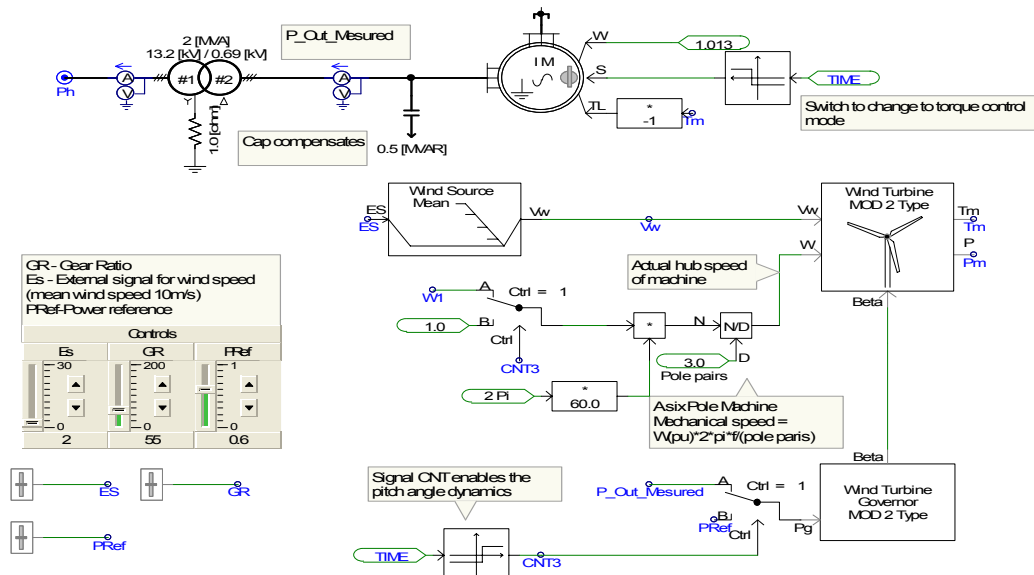 2 [MVA]
13.2 [kV] / 0.69 [kV]
P_Out_Mesured
Ph
A
V
#1
#2
A
V
1.0 [ohm]
Cap compensates
0.5 [MVAR]
I M
W
S
TL
1.013
TIME
*
-1
Tm
Switch to change to torque control
mode
Wind Source
Mean
ES
ES
Vw
Vw
Wind Turbine
MOD 2 Type
Vw
W
Tm
Tm
P
Pm
Beta
Actual hub speed
of machine
GR - Gear Ratio
Es - External signal for wind speed
(mean wind speed 10m/s)
PRef-Power reference
Controls
Es
GR
PRef
30
0
200
0
1
0
2
55
0.6
W1
A
B
Ctrl = 1
Ctrl
1.0
CNT3
*
N
N/D
D
3.0
Pole pairs
2 Pi
*
60.0
A six Pole Machine
Mechanical speed =
W(pu)*2*pi*f/(pole paris)
ES
GR
PRef
Signal CNT enables the
pitch angle dynamics
TIME
CNT3
P_Out_Mesured
A
B
Ctrl = 1
PRef
Ctrl
Pg
Beta
Wind Turbine
Governor
MOD 2 Type